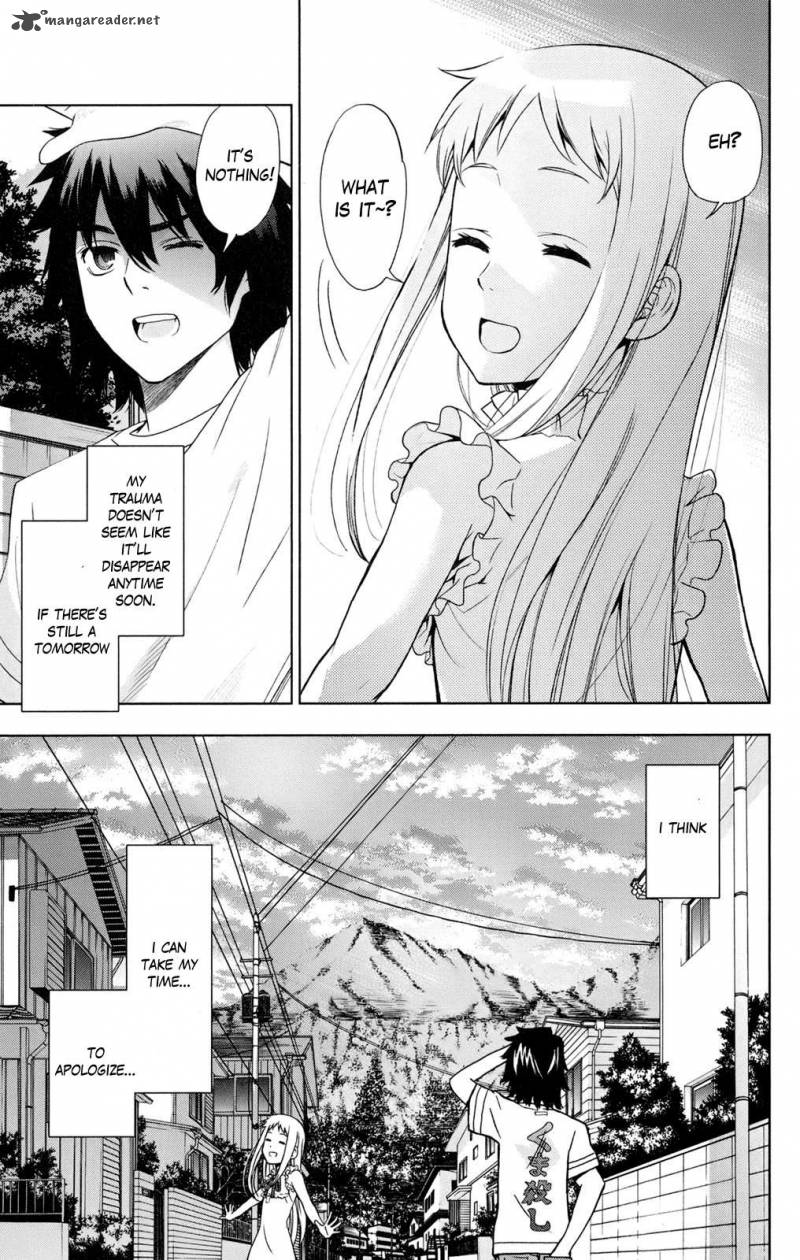 mangareader.net
EH?
WHAT
IS IT~?
IT'S
NOTHING!
MY
TRAUMA
DOESN'T
SEEM LIKE
IT'LL
DISAPPEAR
ANYTIME
SOON.
IF THERE'S
STILL A
TOMORROW
I THINK
I CAN
TAKE MY
TIME...
TO
APOLOGIZE...
くま殺し